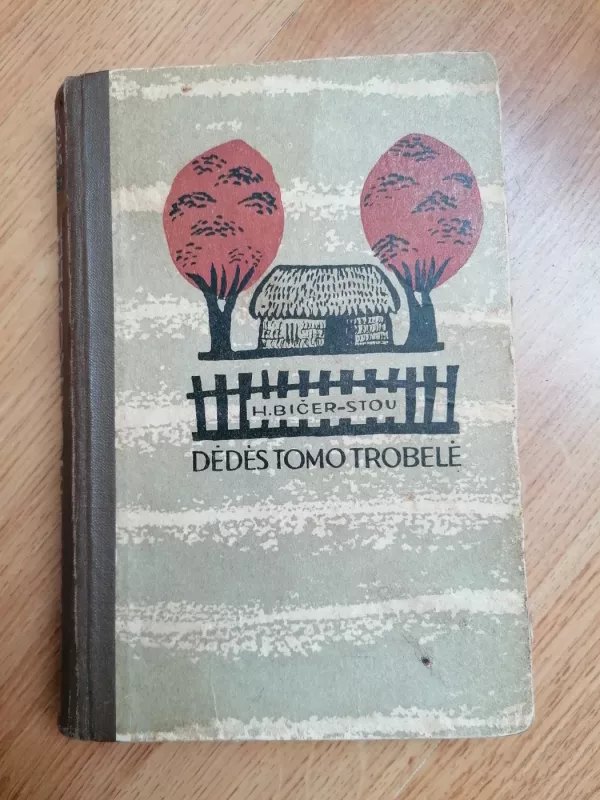 H. BIČER-STOU
DĖDĖS TOMO TROBELĖ